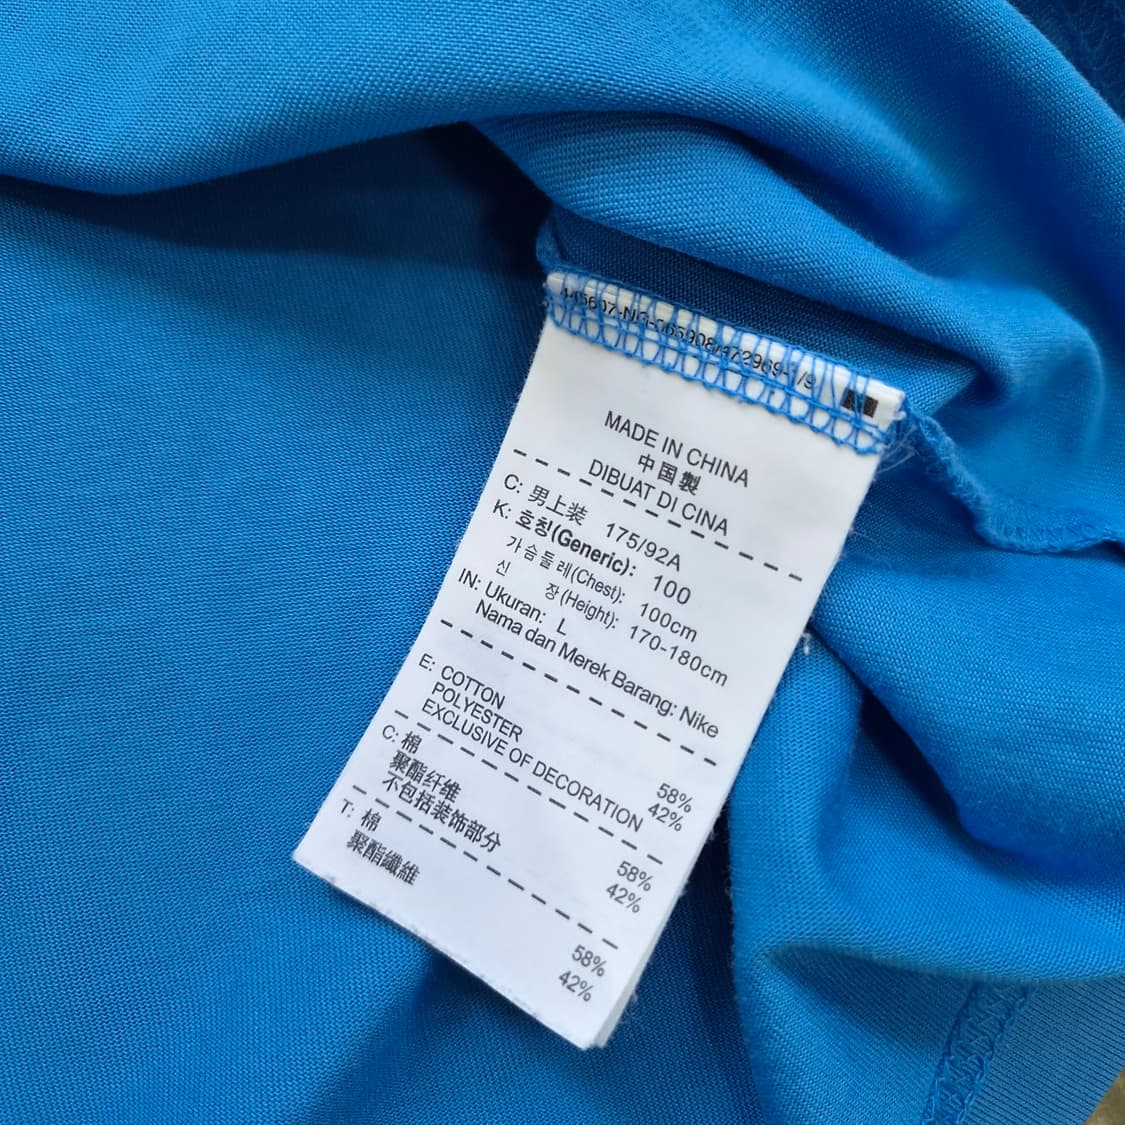 MADE IN CHINA
中国製
DIBUAT DI CINA
C: 男上装 175/92A
K: 호칭(Generic): 100
가슴둘레(Chest): 100cm
신 장(Height): 170-180cm
IN: Ukuran: L
Nama dan Merek Barang: Nike
E: COTTON 58%
POLYESTER 42%
EXCLUSIVE OF DECORATION
C: 棉 58%
聚酯纤维 42%
不包括装饰部分
T: 棉 58%
聚酯纖維 42%